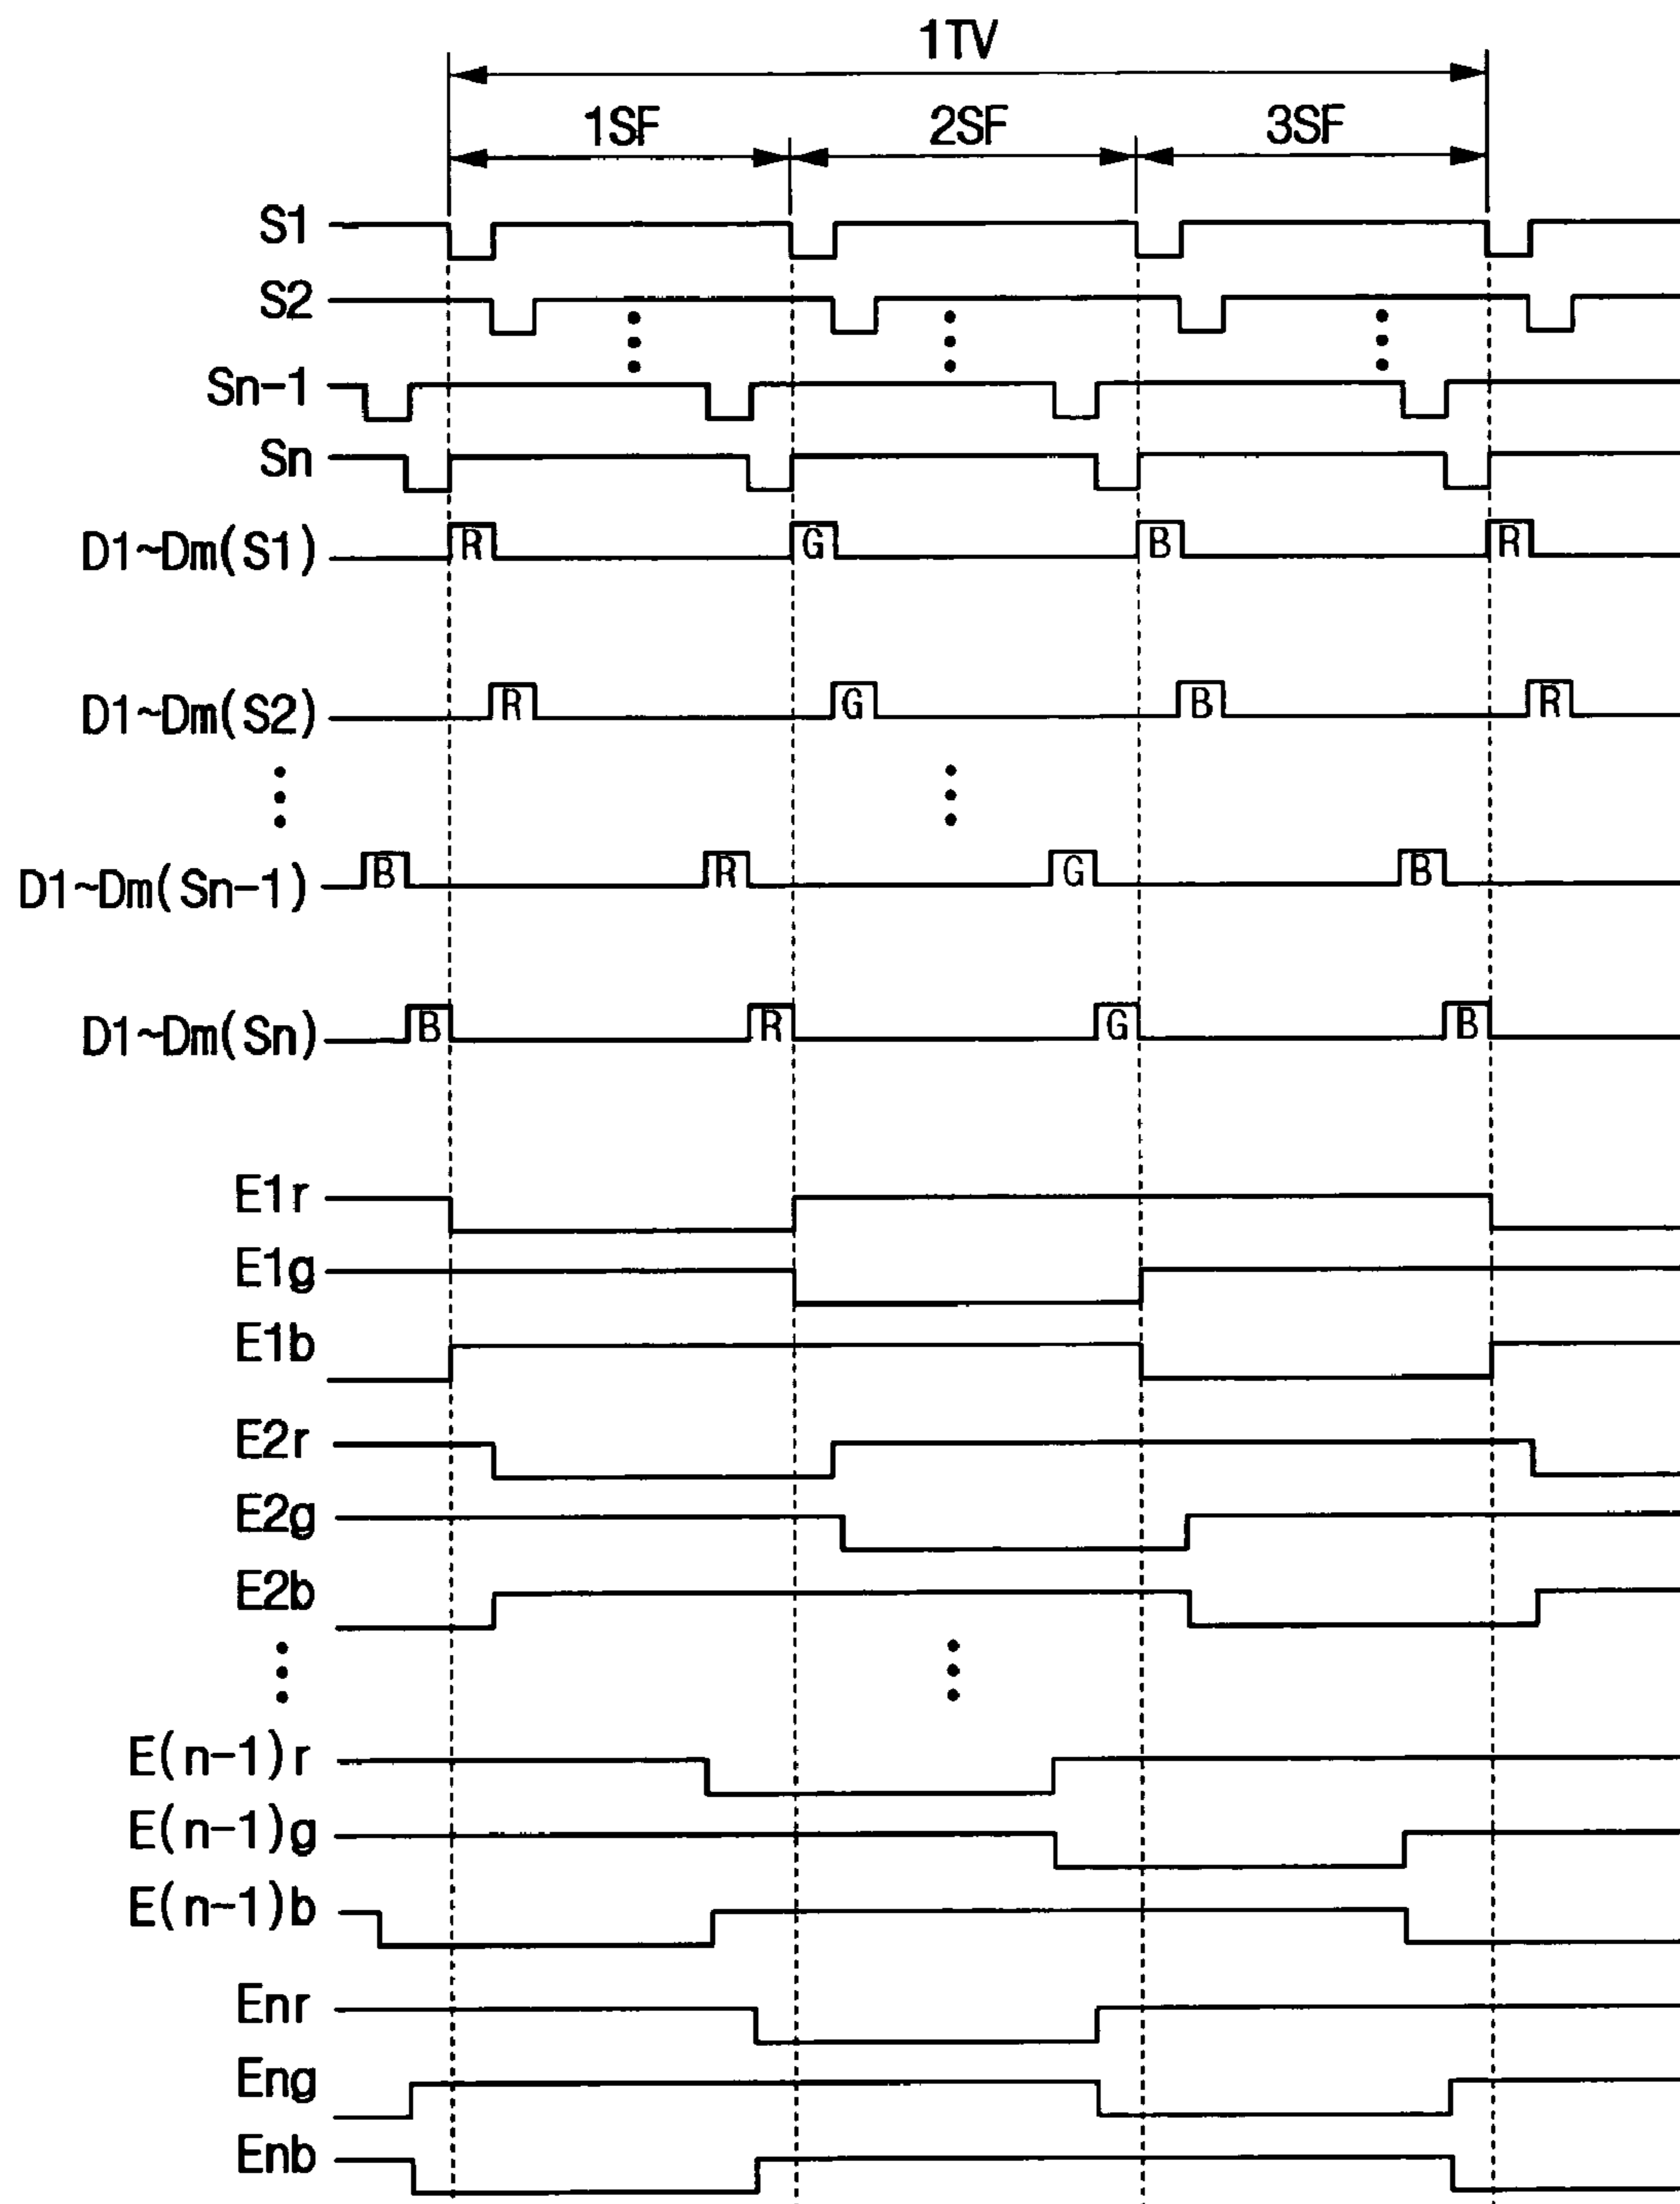 1TV
1SF 2SF 3SF
S1
S2
Sn-1
Sn
D1~Dm(S1) R G B R
D1~Dm(S2) R G B R
D1~Dm(Sn-1) B R G B
D1~Dm(Sn) B R G B
E1r
E1g
E1b
E2r
E2g
E2b
E(n-1)r
E(n-1)g
E(n-1)b
Enr
Eng
Enb